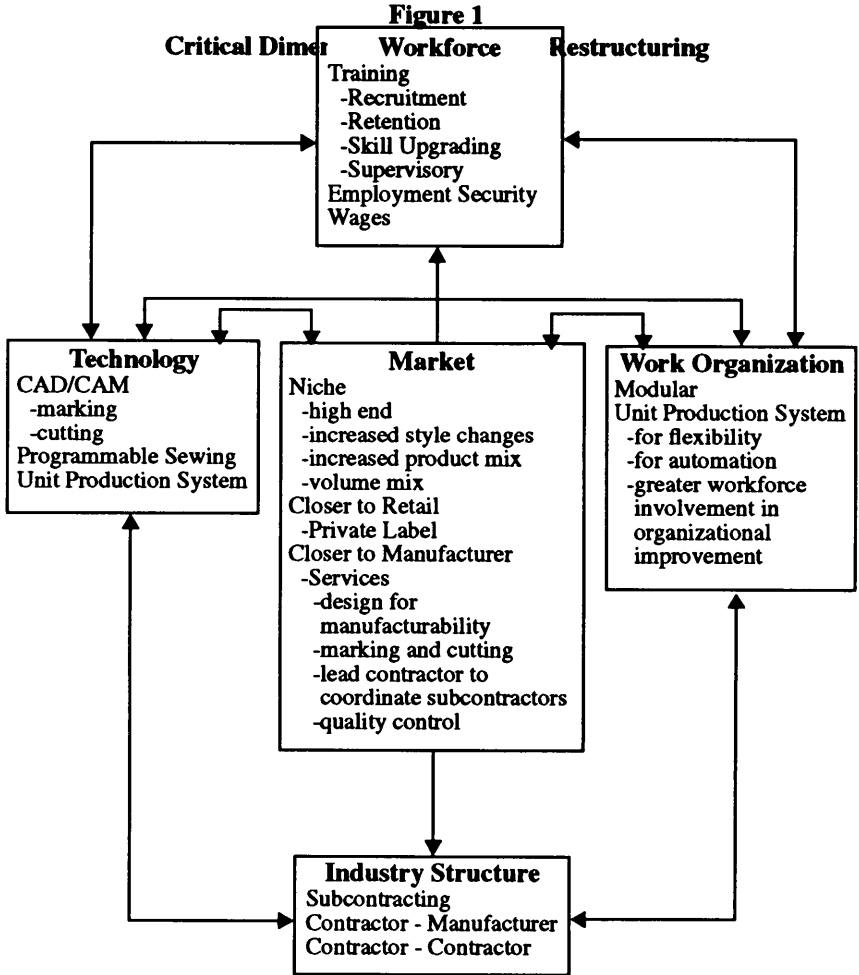 Figure 1
Critical Dimer Workforce Restructuring
Training
-Recruitment
-Retention
-Skill Upgrading
-Supervisory
Employment Security
Wages
Technology
CAD/CAM
-marking
-cutting
Programmable Sewing
Unit Production System
Market
Niche
-high end
-increased style changes
-increased product mix
-volume mix
Closer to Retail
-Private Label
Closer to Manufacturer
-Services
-design for
manufacturability
-marking and cutting
-lead contractor to
coordinate subcontractors
-quality control
Work Organization
Modular
Unit Production System
-for flexibility
-for automation
-greater workforce
involvement in
organizational
improvement
Industry Structure
Subcontracting
Contractor - Manufacturer
Contractor - Contractor